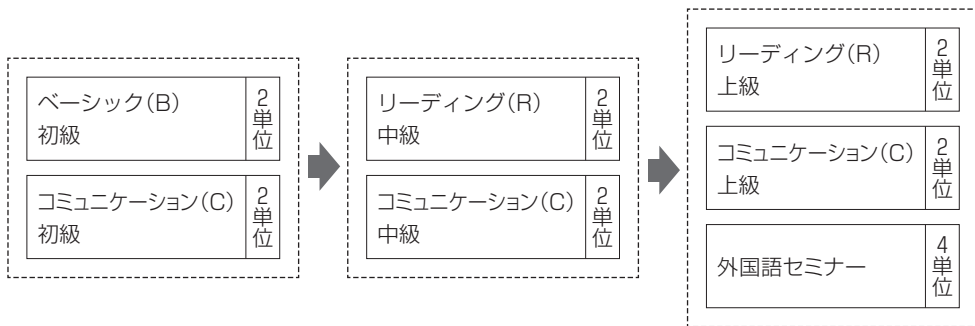 ベーシック(B)
初級
2単位
コミュニケーション(C)
初級
2単位
リーディング(R)
中級
2単位
コミュニケーション(C)
中級
2単位
リーディング(R)
上級
2単位
コミュニケーション(C)
上級
2単位
外国語セミナー
4単位